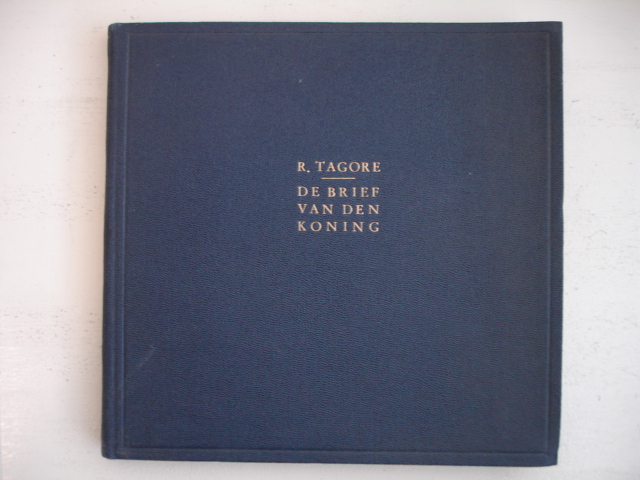 R. TAGORE
DE BRIEF
VAN DEN
KONING